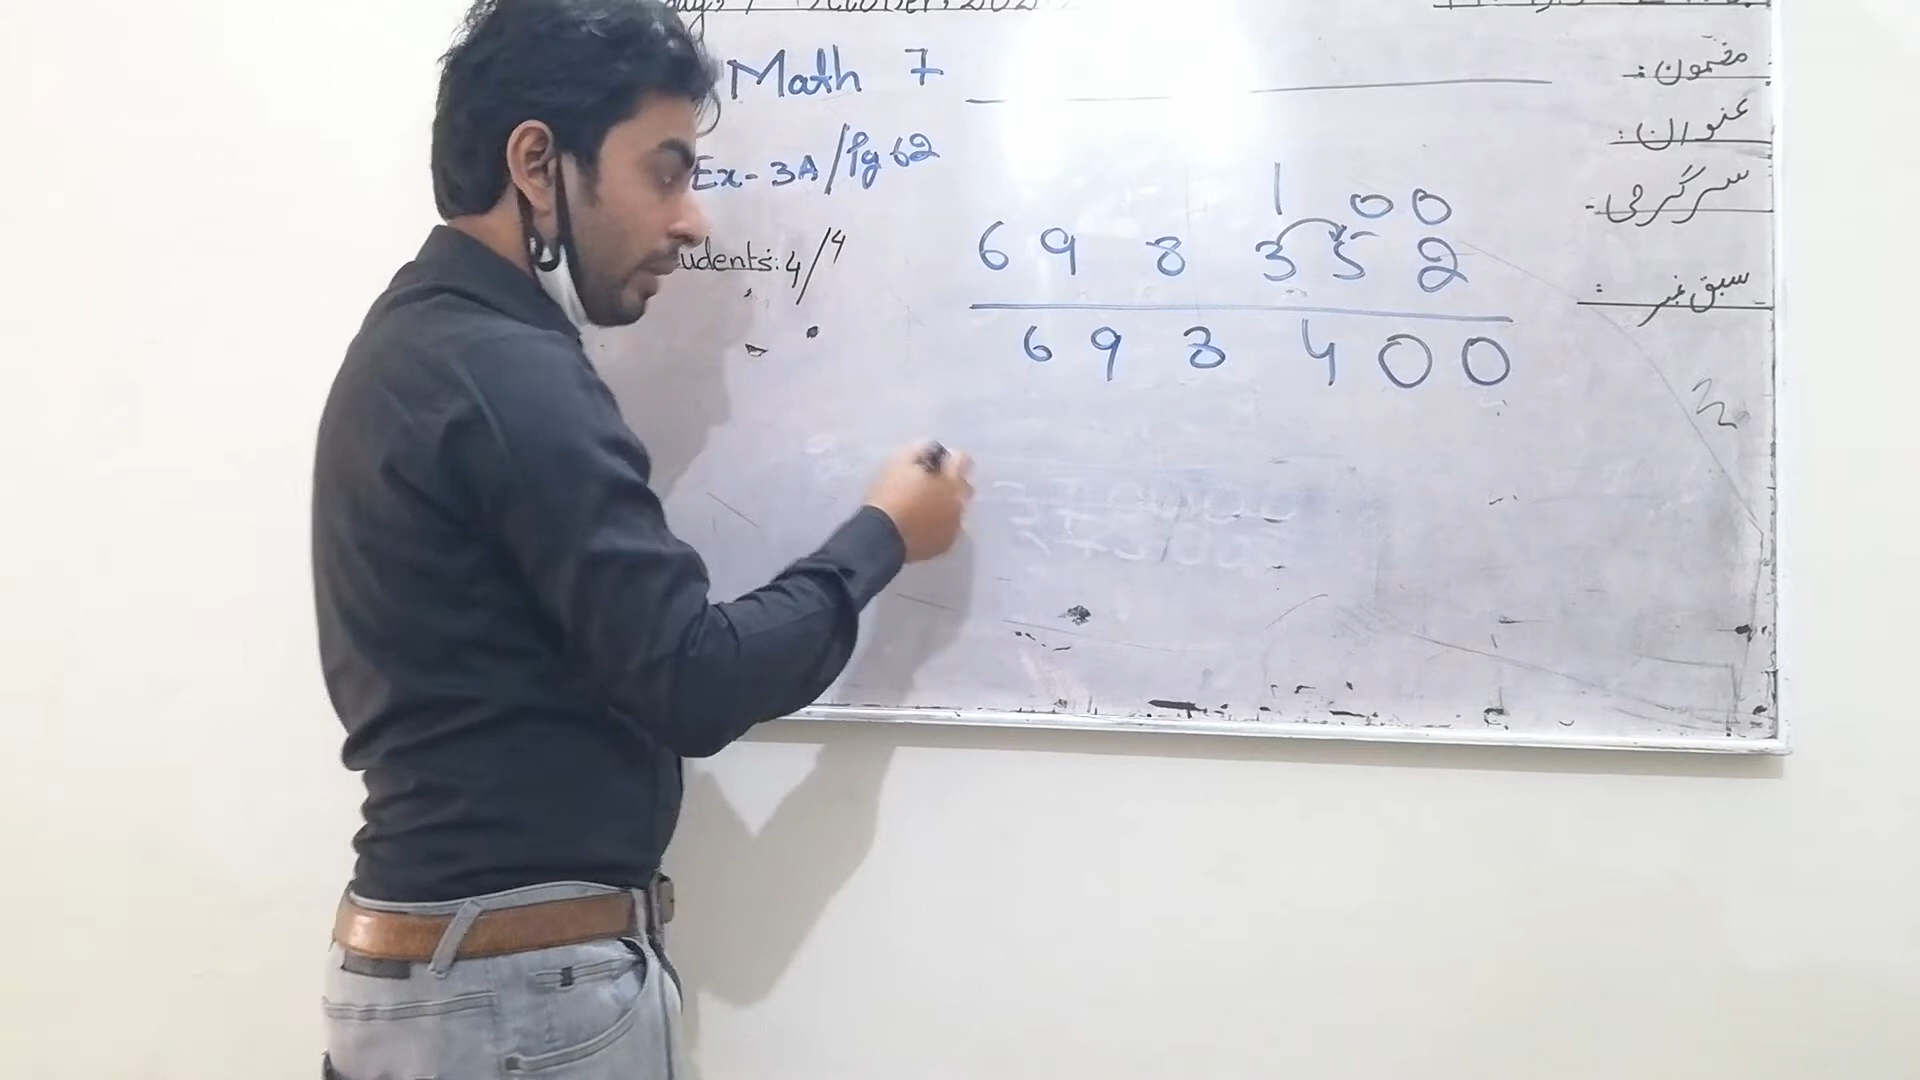 Math 7
Ex-3A/Pg 62
udents: 4/4
1 0 0
6 9 8 3 5 2
6 9 8 4 0 0
مضمون:
عنوان:
سرگرمی:
سبق نمبر: